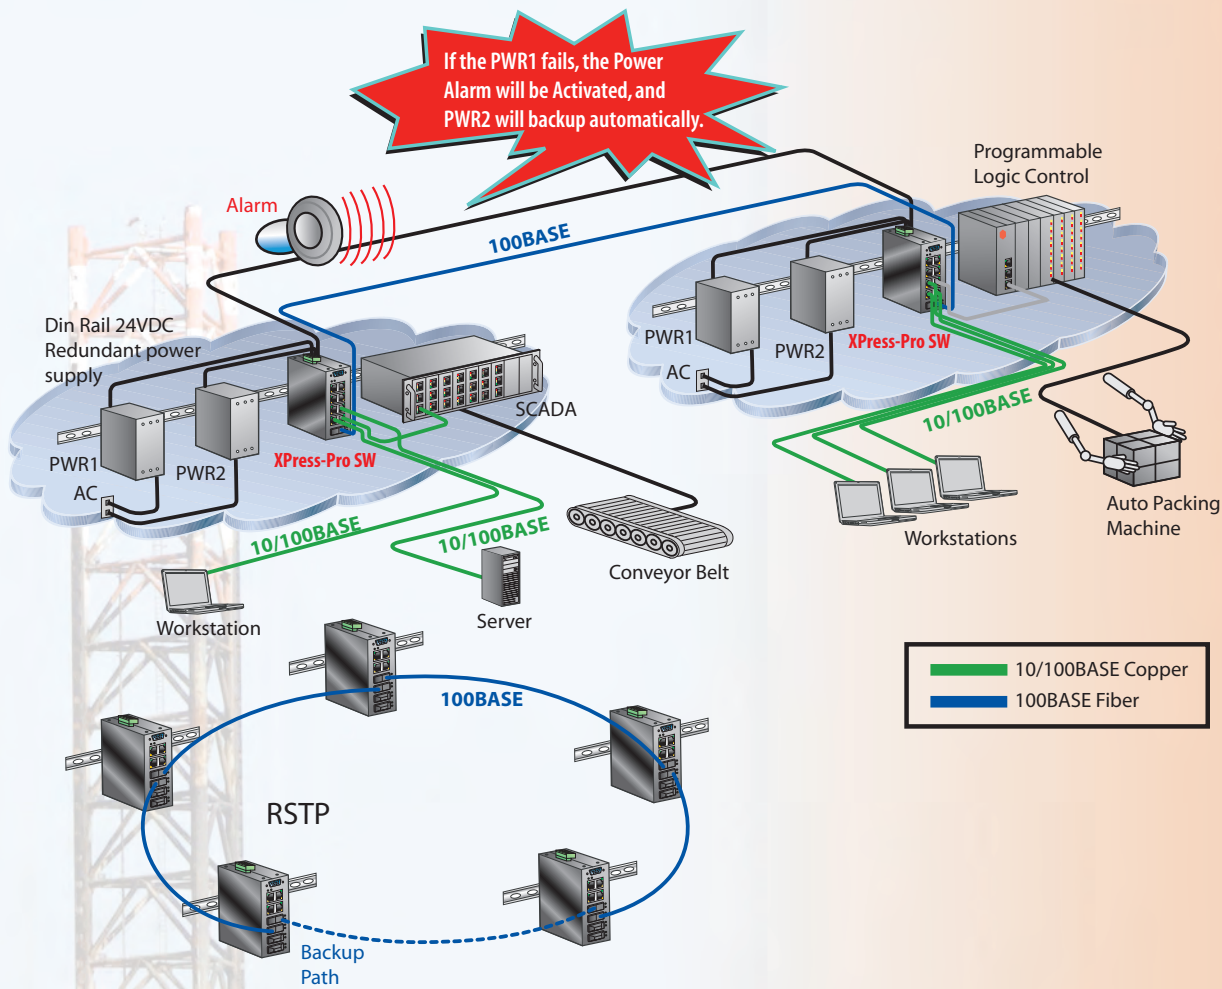 If the PWR1 fails, the Power
Alarm will be Activated, and
PWR2 will backup automatically.
Programmable
Logic Control
Alarm
100BASE
Din Rail 24VDC
Redundant power
supply
PWR1
PWR2
AC
XPress-Pro SW
SCADA
PWR1
PWR2
AC
XPress-Pro SW
10/100BASE
10/100BASE
10/100BASE
Workstation
Server
Conveyor Belt
Workstations
Auto Packing
Machine
10/100BASE Copper
100BASE Fiber
100BASE
RSTP
Backup
Path